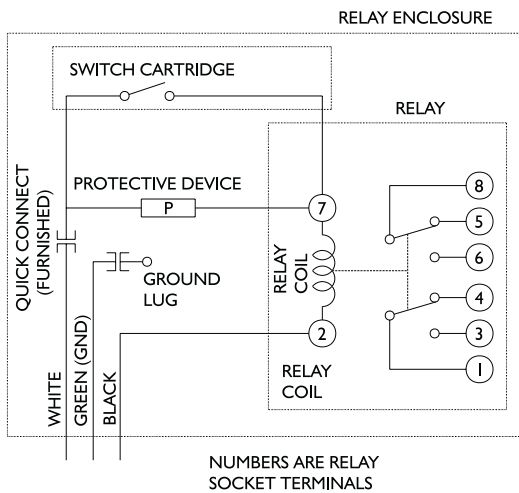 RELAY ENCLOSURE
SWITCH CARTRIDGE
RELAY
PROTECTIVE DEVICE
P
QUICK CONNECT
(FURNISHED)
GROUND
LUG
7
RELAY
COIL
2
RELAY
COIL
8
5
6
4
3
1
WHITE
GREEN (GND)
BLACK
NUMBERS ARE RELAY
SOCKET TERMINALS